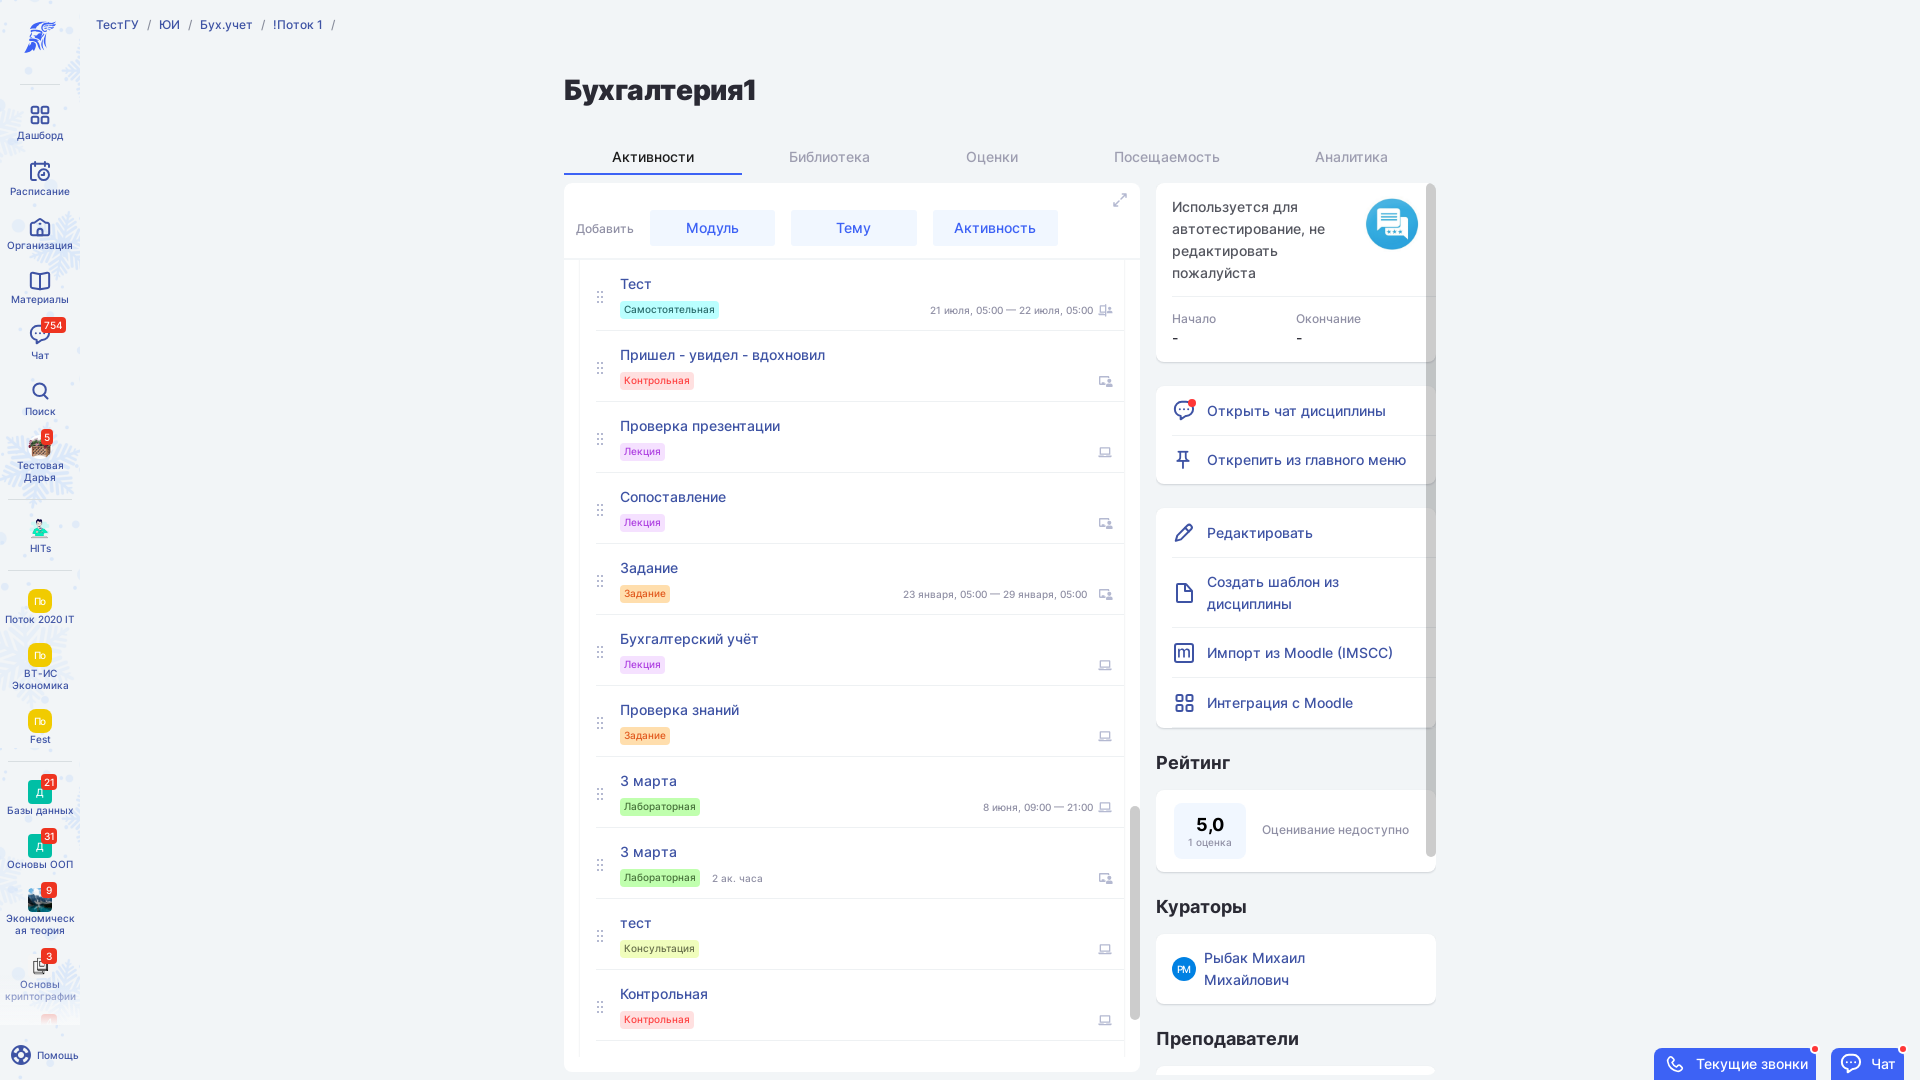 ТестГУ / ЮИ / Бух.учет / !Поток 1 /
Дашборд
Расписание
Организация
Материалы
754
Чат
Поиск
5
Тестовая
Дарья
HITs
По
Поток 2020 IT
По
ВТ-ИС
Экономика
По
Fest
21
Д
Базы данных
31
Д
Основы ООП
9
Экономическ
ая теория
3
Основы
криптографии
Помощь
Бухгалтерия1
Активности
Библиотека
Оценки
Посещаемость
Аналитика
Добавить
Модуль
Тему
Активность
Тест
Самостоятельная
21 июля, 05:00 — 22 июля, 05:00
Пришел - увидел - вдохновил
Контрольная
Проверка презентации
Лекция
Сопоставление
Лекция
Задание
Задание
23 января, 05:00 — 29 января, 05:00
Бухгалтерский учёт
Лекция
Проверка знаний
Задание
3 марта
Лабораторная
8 июня, 09:00 — 21:00
3 марта
Лабораторная
2 ак. часа
тест
Консультация
Контрольная
Контрольная
Используется для
автотестирование, не
редактировать
пожалуйста
Начало
Окончание
-
-
Открыть чат дисциплины
Открепить из главного меню
Редактировать
Создать шаблон из
дисциплины
Импорт из Moodle (IMSCC)
Интеграция с Moodle
Рейтинг
5,0
1 оценка
Оценивание недоступно
Кураторы
РМ
Рыбак Михаил
Михайлович
Преподаватели
Текущие звонки
Чат